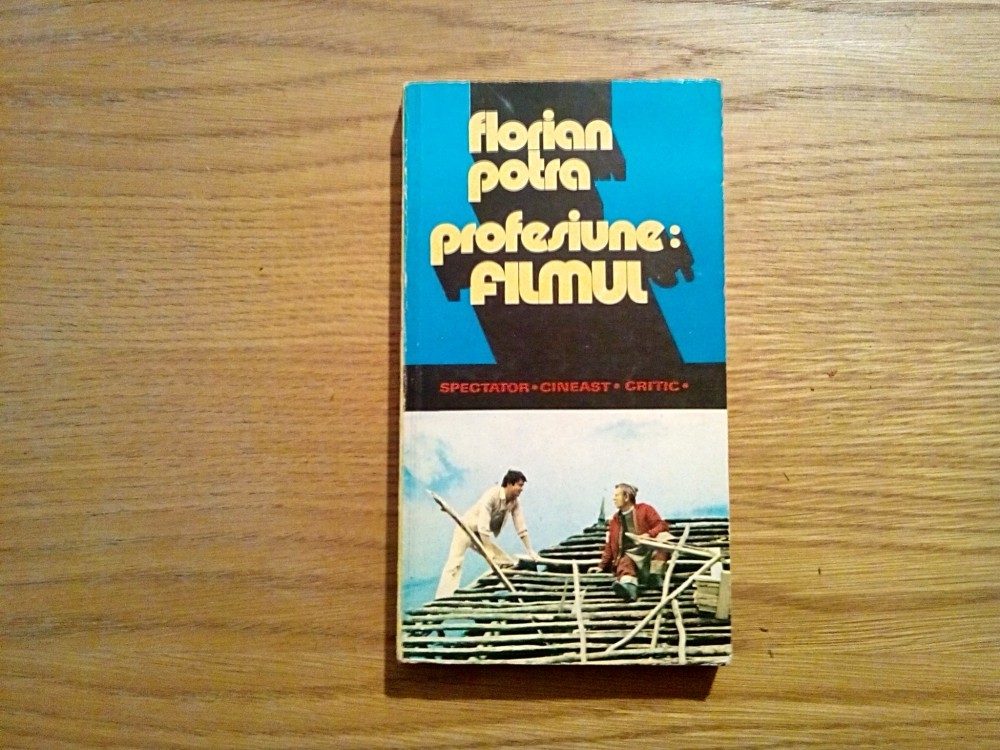 florian
potra
profesiune:
FILMUL
SPECTATOR • CINEAST • CRITIC •